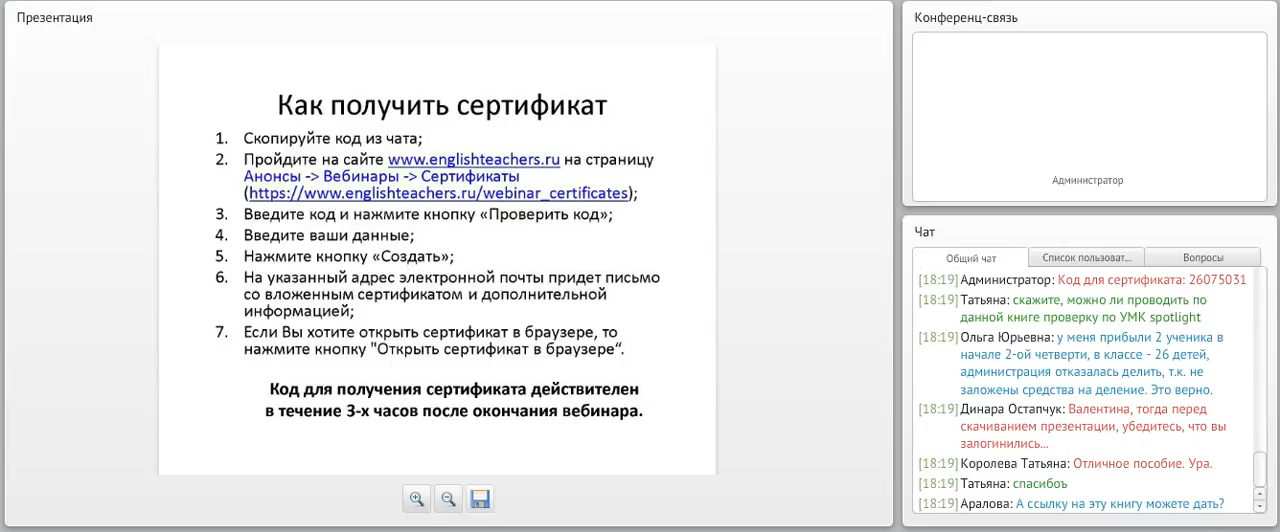 Презентация
Как получить сертификат
1. Скопируйте код из чата;
2. Пройдите на сайте www.englishteachers.ru на страницу
Анонсы -> Вебинары -> Сертификаты
(https://www.englishteachers.ru/webinar_certificates);
3. Введите код и нажмите кнопку «Проверить код»;
4. Введите ваши данные;
5. Нажмите кнопку «Создать»;
6. На указанный адрес электронной почты придет письмо
со вложенным сертификатом и дополнительной
информацией;
7. Если Вы хотите открыть сертификат в браузере, то
нажмите кнопку "Открыть сертификат в браузере“.
Код для получения сертификата действителен
в течение 3-х часов после окончания вебинара.
Конференц-связь
Администратор
Чат
Общий чат
Список пользоват...
Вопросы
[18:19] Администратор: Код для сертификата: 26075031
[18:19] Татьяна: скажите, можно ли проводить по
данной книге проверку по УМК spotlight
[18:19] Ольга Юрьевна: у меня прибыли 2 ученика в
начале 2-ой четверти, в классе - 26 детей,
администрация отказалась делить, т.к. не
заложены средства на деление. Это верно.
[18:19] Динара Остапчук: Валентина, тогда перед
скачиванием презентации, убедитесь, что вы
залогинились...
[18:19] Королева Татьяна: Отличное пособие. Ура.
[18:19] Татьяна: спасибоъ
[18:19] Аралова: А ссылку на эту книгу можете дать?